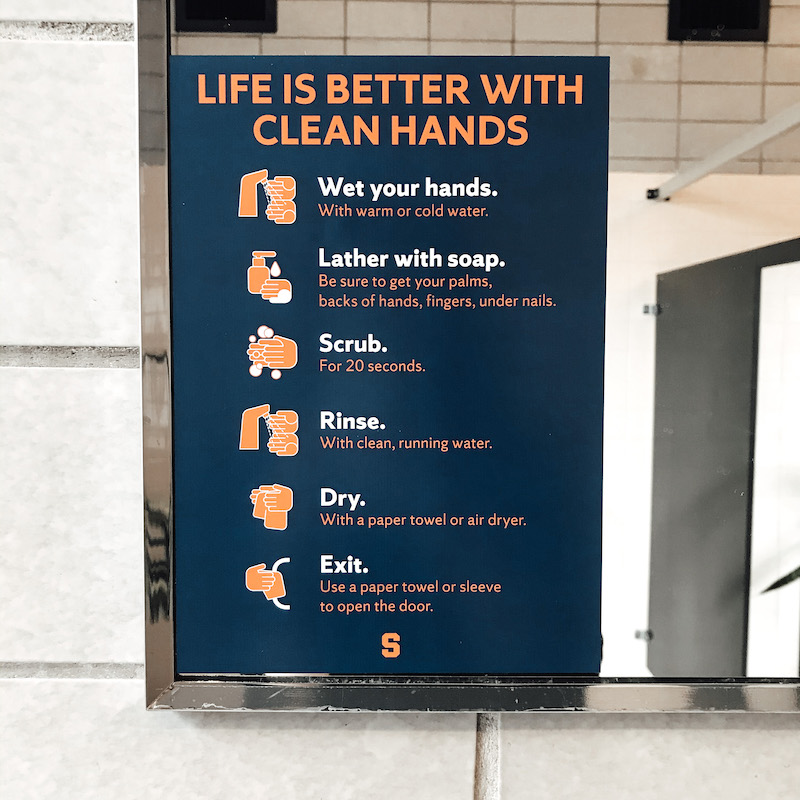 LIFE IS BETTER WITH
CLEAN HANDS
Wet your hands.
With warm or cold water.
Lather with soap.
Be sure to get your palms,
backs of hands, fingers, under nails.
Scrub.
For 20 seconds.
Rinse.
With clean, running water.
Dry.
With a paper towel or air dryer.
Exit.
Use a paper towel or sleeve
to open the door.
S